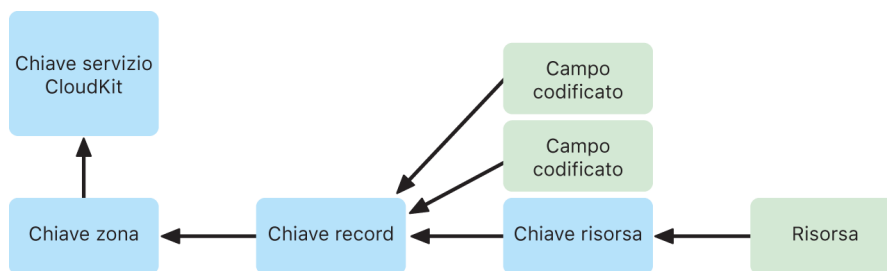 Chiave servizio
CloudKit
Campo
codificato
Campo
codificato
Chiave zona
Chiave record
Chiave risorsa
Risorsa